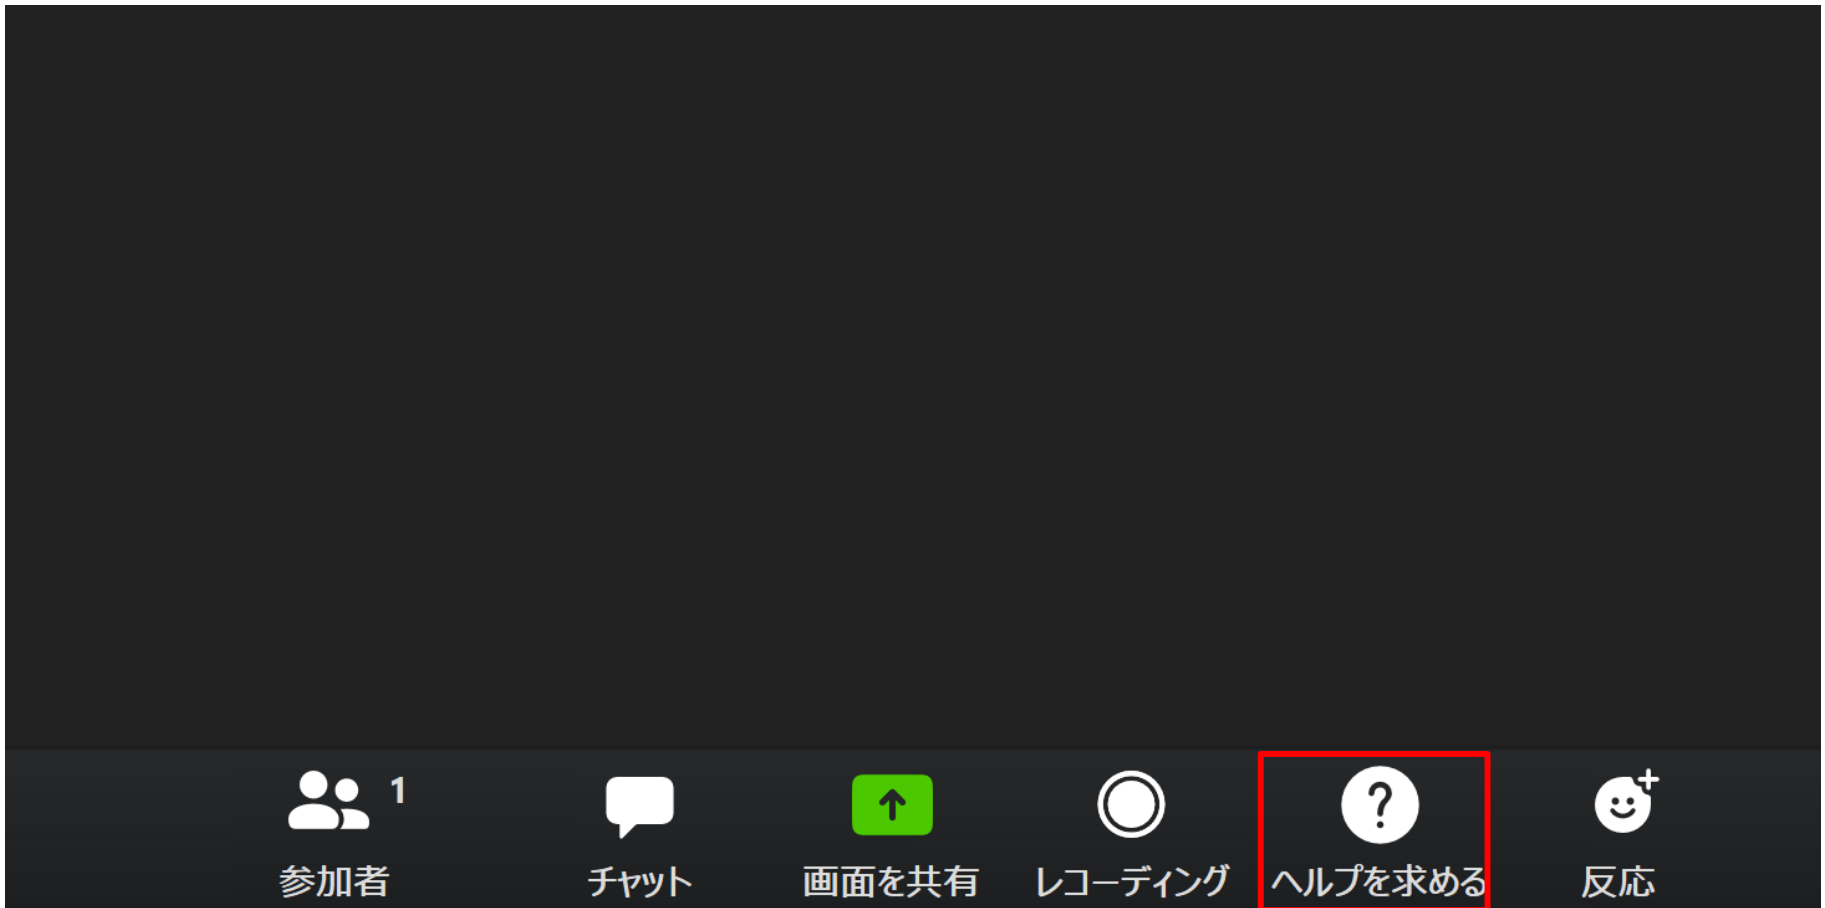 1
参加者
チャット
画面を共有
レコーディング
ヘルプを求める
反応